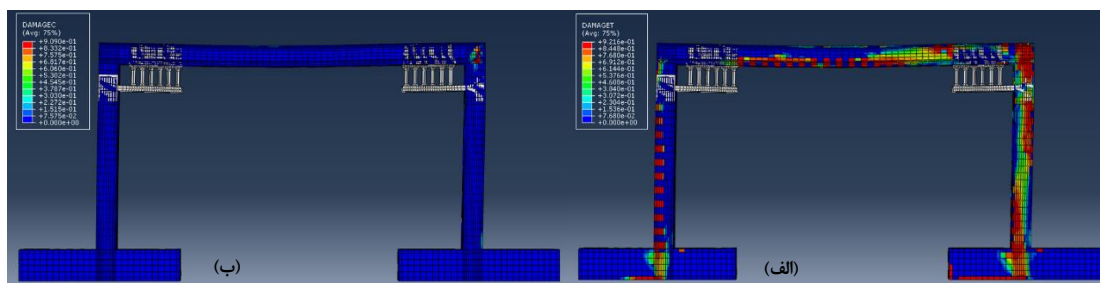 DAMAGEC
(Avg: 75%)
+9.090e-01
+8.332e-01
+7.575e-01
+6.817e-01
+6.060e-01
+5.302e-01
+4.545e-01
+3.787e-01
+3.030e-01
+2.272e-01
+1.515e-01
+7.575e-02
+0.000e+00
(ب)
DAMAGET
(Avg: 75%)
+9.216e-01
+8.448e-01
+7.680e-01
+6.912e-01
+6.144e-01
+5.376e-01
+4.608e-01
+3.840e-01
+3.072e-01
+2.304e-01
+1.536e-01
+7.680e-02
+0.000e+00
(الف)